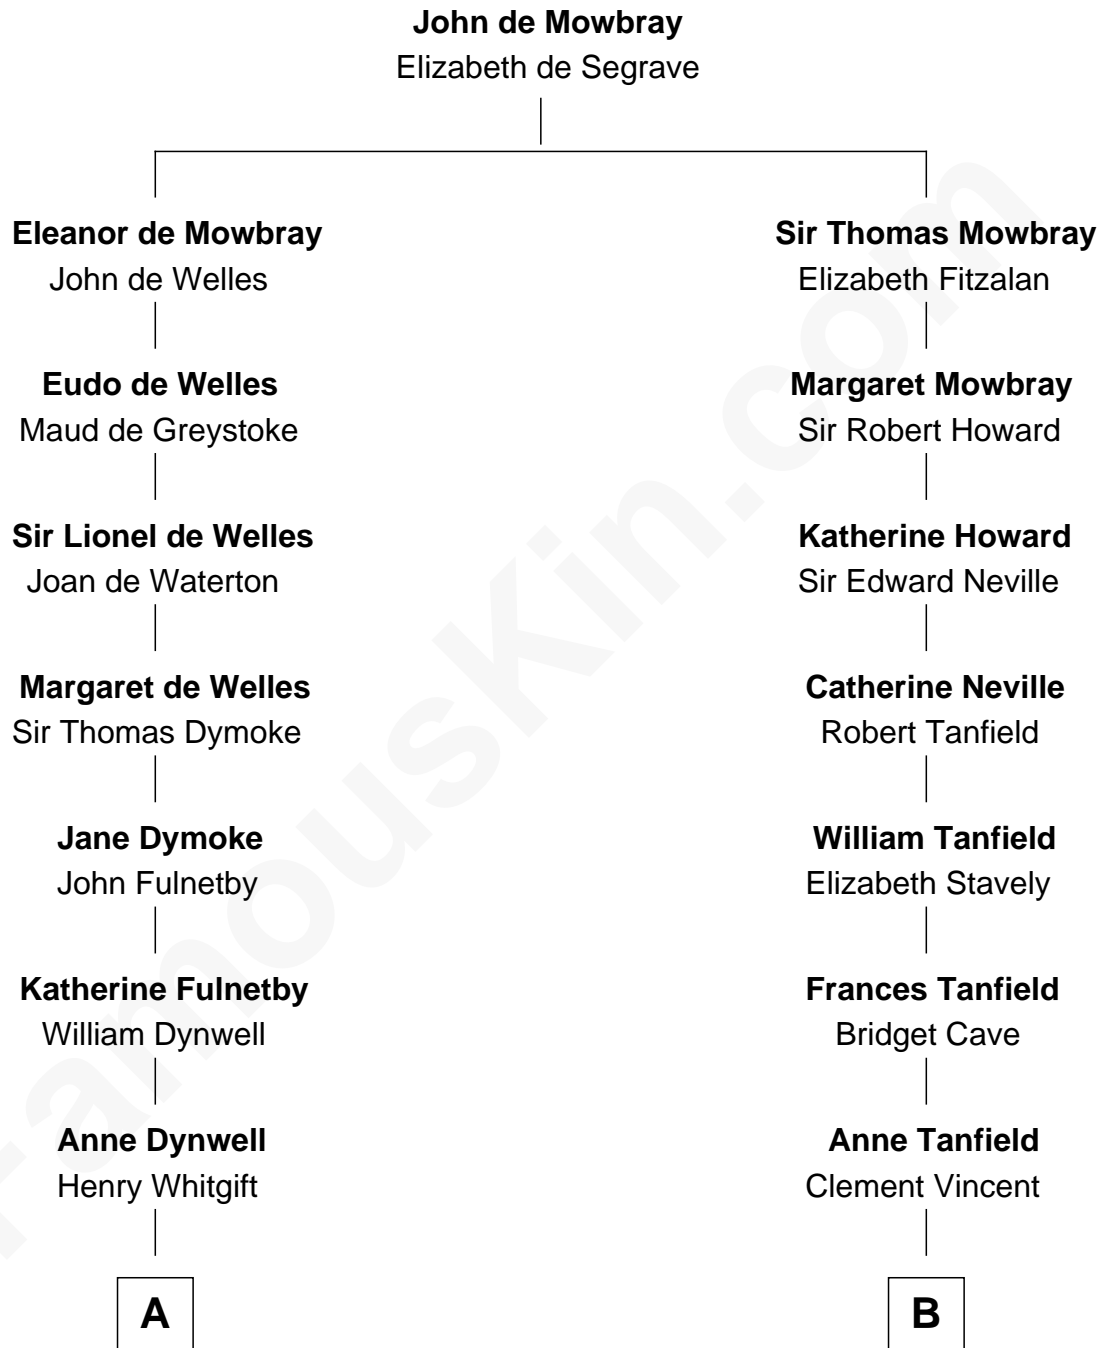 John de Mowbray
Elizabeth de Segrave
Eleanor de Mowbray
John de Welles
Sir Thomas Mowbray
Elizabeth Fitzalan
Eudo de Welles
Maud de Greystoke
Margaret Mowbray
Sir Robert Howard
Sir Lionel de Welles
Joan de Waterton
Katherine Howard
Sir Edward Neville
Margaret de Welles
Sir Thomas Dymoke
Catherine Neville
Robert Tanfield
Jane Dymoke
John Fulnetby
William Tanfield
Elizabeth Stavely
Katherine Fulnetby
William Dynwell
Frances Tanfield
Bridget Cave
Anne Dynwell
Henry Whitgift
Anne Tanfield
Clement Vincent
A
B
FamousKin.com